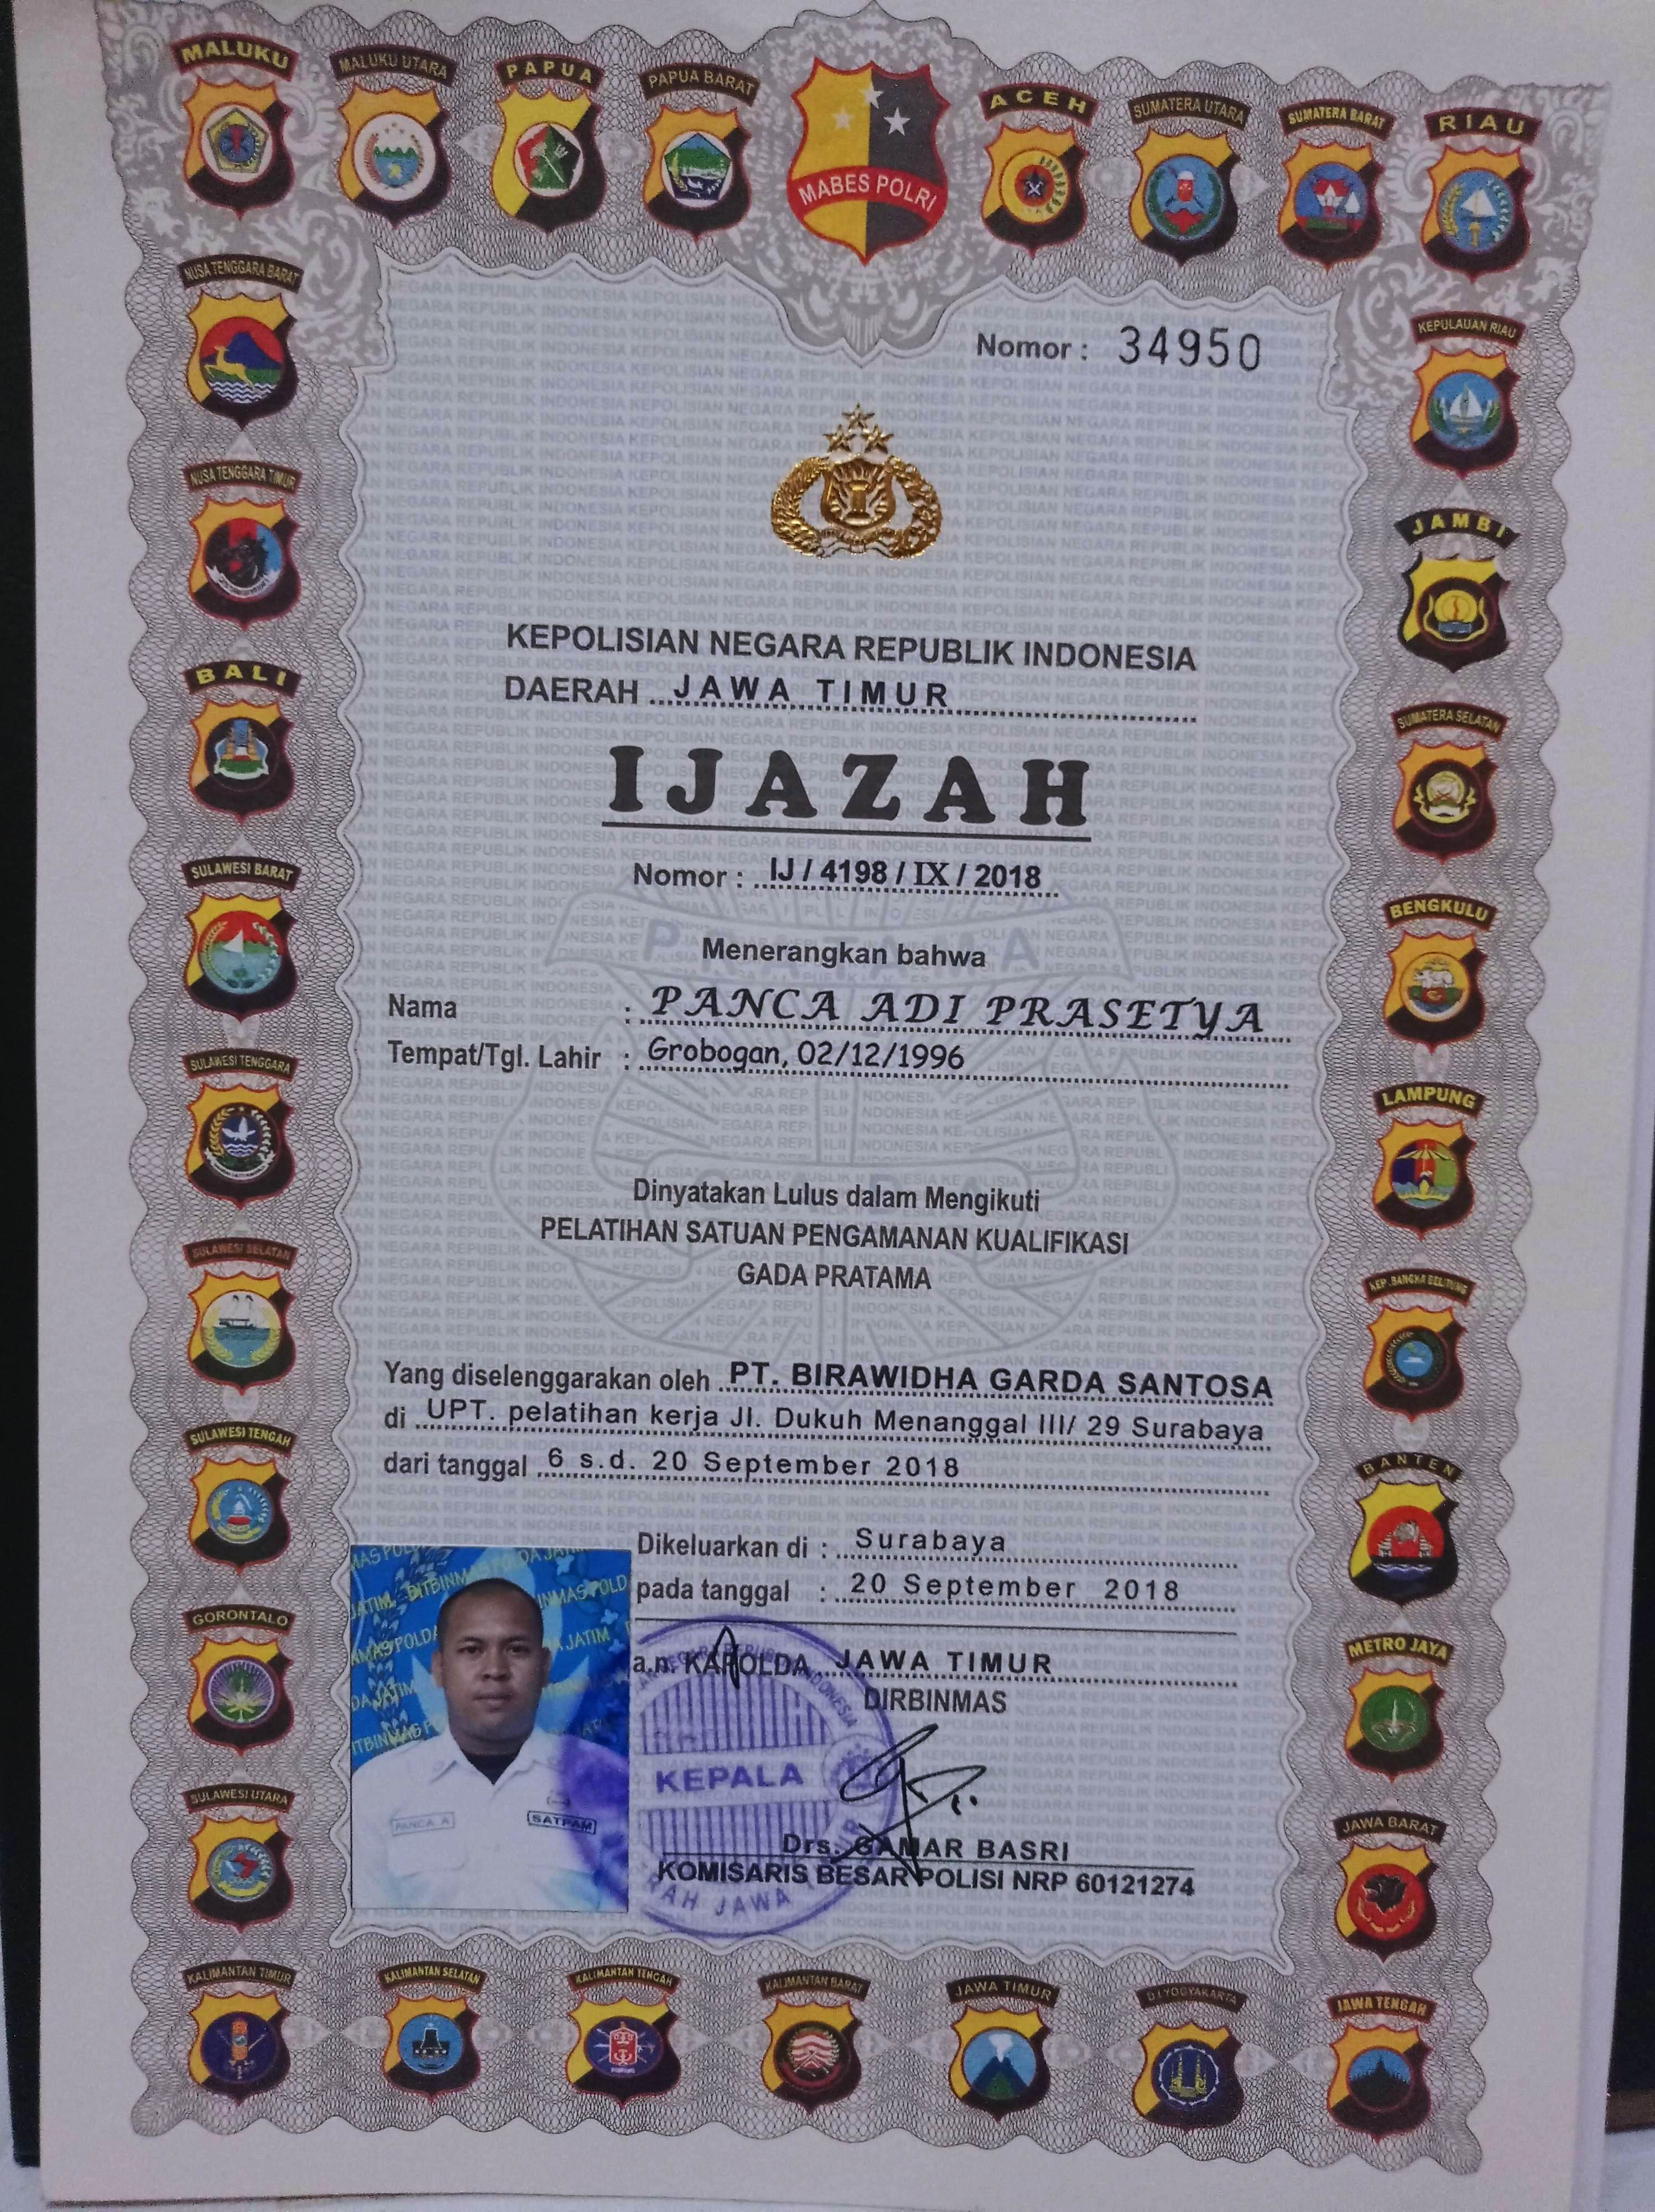 MALUKU
MALUKU UTARA
PAPUA
PAPUA BARAT
MABES POLRI
ACEH
SUMATERA UTARA
SUMATERA BARAT
RIAU
NUSA TENGGARA BARAT
KEPULAUAN RIAU
Nomor : 34950
NUSA TENGGARA TIMUR
JAMBI
KEPOLISIAN NEGARA REPUBLIK INDONESIA
DAERAH JAWA TIMUR
BALI
SUMATERA SELATAN
IJAZAH
Nomor : IJ / 4198 / IX / 2018
SULAWESI BARAT
BENGKULU
PRATAMA
Menerangkan bahwa
Nama : PANCA ADI PRASETYA
Tempat/Tgl. Lahir : Grobogan, 02/12/1996
SULAWESI TENGGARA
LAMPUNG
Dinyatakan Lulus dalam Mengikuti
PELATIHAN SATUAN PENGAMANAN KUALIFIKASI
GADA PRATAMA
SULAWESI SELATAN
KEP. BANGKA BELITUNG
Yang diselenggarakan oleh PT. BIRAWIDHA GARDA SANTOSA
di UPT. pelatihan kerja Jl. Dukuh Menanggal III/ 29 Surabaya
dari tanggal 6 s.d. 20 September 2018
SULAWESI TENGAH
BANTEN
Dikeluarkan di : Surabaya
pada tanggal : 20 September 2018
GORONTALO
METRO JAYA
a.n. KAPOLDA JAWA TIMUR
DIRBINMAS
KEPALA
PANCA A
SATPAM
SULAWESI UTARA
JAWA BARAT
Drs. GAMAR BASRI
KOMISARIS BESAR POLISI NRP 60121274
KALIMANTAN TIMUR
KALIMANTAN SELATAN
KALIMANTAN TENGAH
KALIMANTAN BARAT
JAWA TIMUR
D.I YOGYAKARTA
JAWA TENGAH